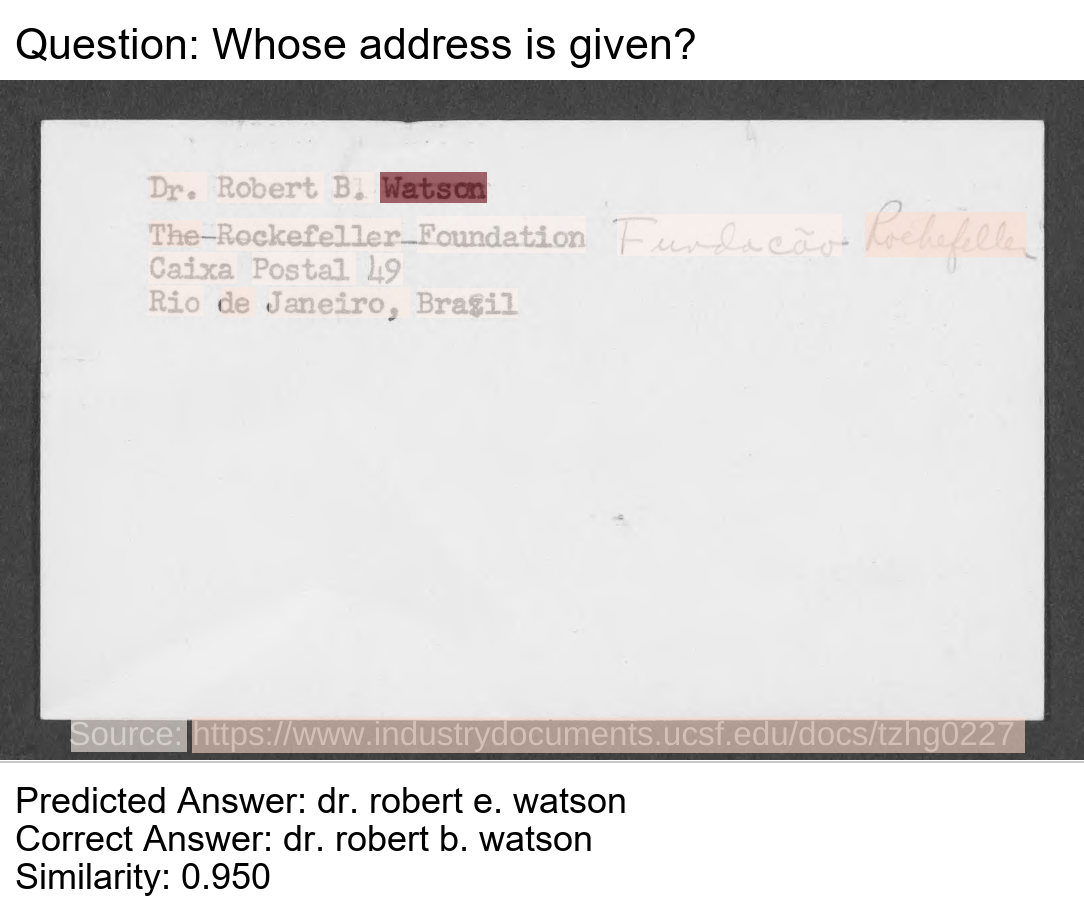 Question: Whose address is given?
Dr. Robert B. Watson
The Rockefeller Foundation Fundacão Rockefeller
Caixa Postal 49
Rio de Janeiro, Brazil
Source: https://www.industrydocuments.ucsf.edu/docs/tzhg0227
Predicted Answer: dr. robert e. watson
Correct Answer: dr. robert b. watson
Similarity: 0.950